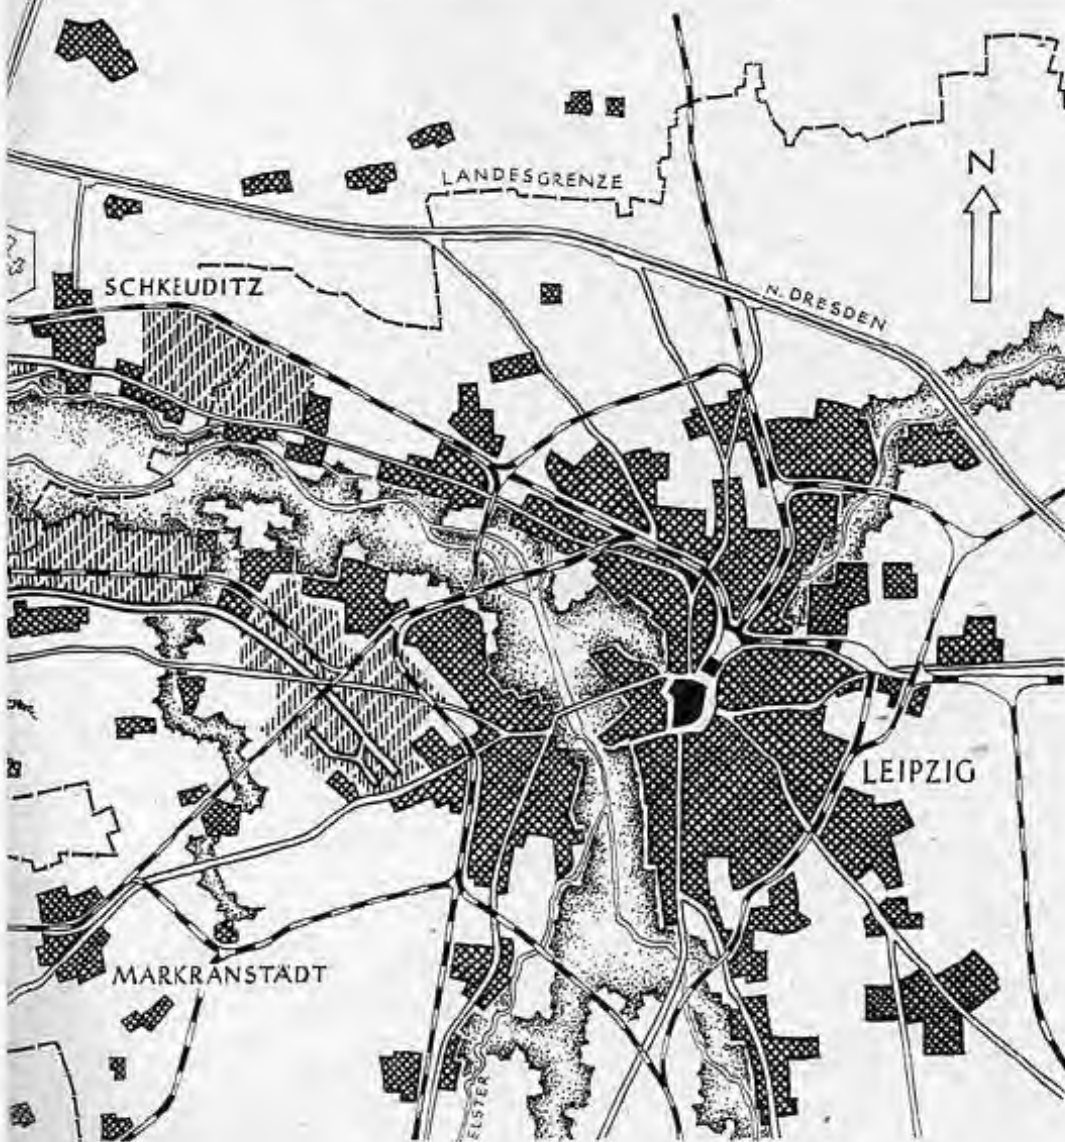 LANDESGRENZE
N
SCHKEUDITZ
N. DRESDEN
LEIPZIG
MARKRANSTÄDT
ELSTER